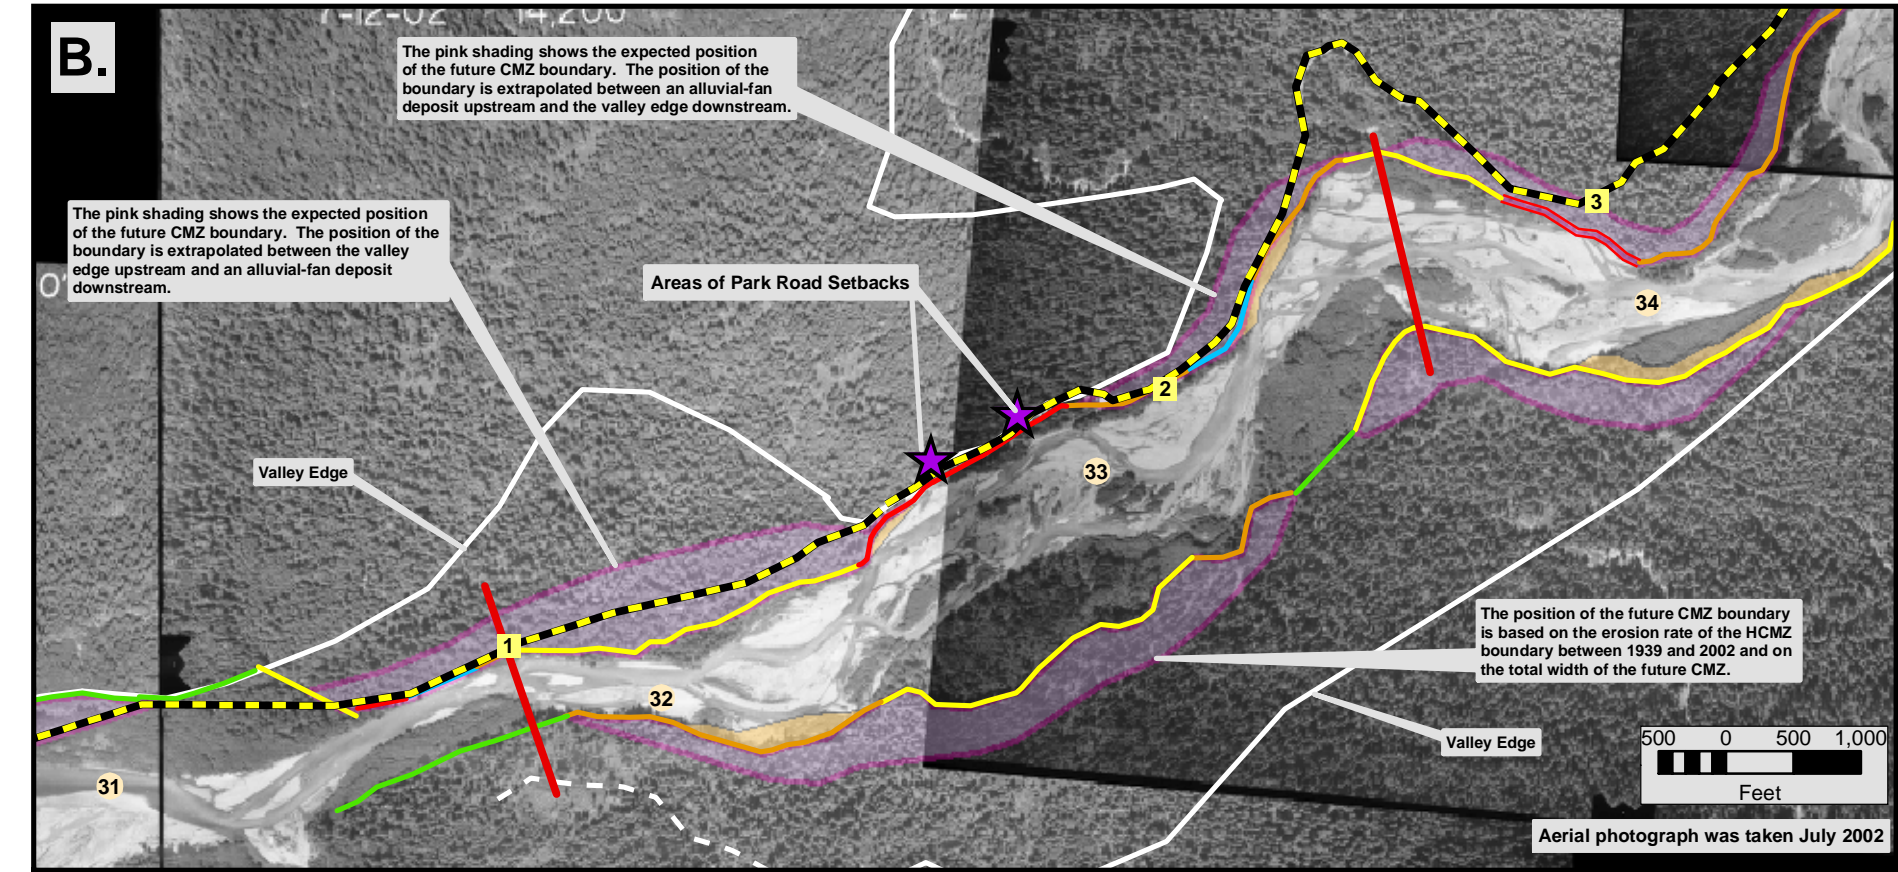 B.
7-12-02 14,200
The pink shading shows the expected position
of the future CMZ boundary. The position of the
boundary is extrapolated between an alluvial-fan
deposit upstream and the valley edge downstream.
The pink shading shows the expected position
of the future CMZ boundary. The position of the
boundary is extrapolated between the valley
edge upstream and an alluvial-fan deposit
downstream.
Areas of Park Road Setbacks
3
34
2
33
Valley Edge
1
32
31
The position of the future CMZ boundary
is based on the erosion rate of the HCMZ
boundary between 1939 and 2002 and on
the total width of the future CMZ.
Valley Edge
500 0 500 1,000
Feet
Aerial photograph was taken July 2002